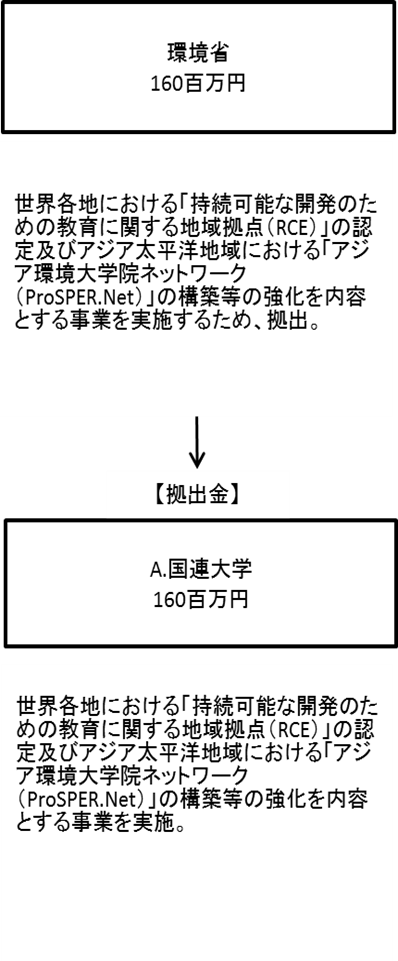 環境省
160百万円
世界各地における「持続可能な開発のた
めの教育に関する地域拠点（RCE）」の認
定及びアジア太平洋地域における「アジ
ア環境大学院ネットワーク
（ProSPER.Net）」の構築等の強化を内容
とする事業を実施するため、拠出。
【拠出金】
A.国連大学
160百万円
世界各地における「持続可能な開発のた
めの教育に関する地域拠点（RCE）」の認
定及びアジア太平洋地域における「アジ
ア環境大学院ネットワーク
（ProSPER.Net）」の構築等の強化を内容
とする事業を実施。